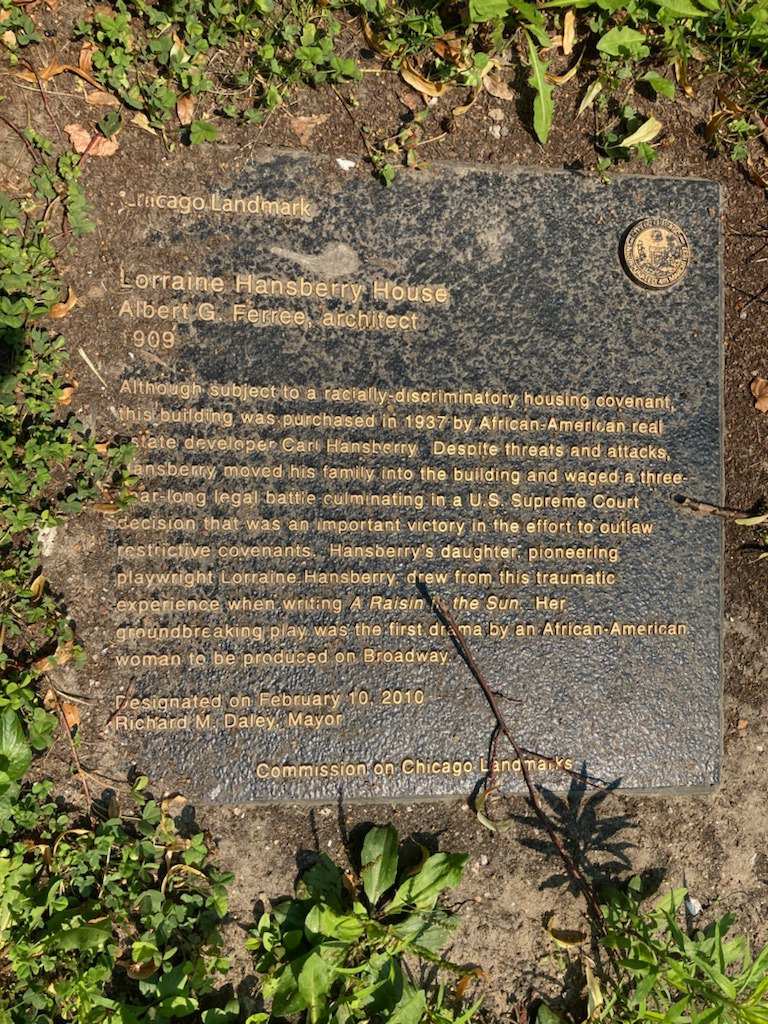 Chicago Landmark
Lorraine Hansberry House
Albert G. Ferree, architect
1909
Although subject to a racially-discriminatory housing covenant,
this building was purchased in 1937 by African-American real
estate developer Carl Hansberry. Despite threats and attacks,
Hansberry moved his family into the building and waged a three-
year-long legal battle culminating in a U.S. Supreme Court
decision that was an important victory in the effort to outlaw
restrictive covenants. Hansberry's daughter, pioneering
playwright Lorraine Hansberry, drew from this traumatic
experience when writing A Raisin in the Sun. Her
groundbreaking play was the first drama by an African-American
woman to be produced on Broadway.
Designated on February 10, 2010
Richard M. Daley, Mayor
Commission on Chicago Landmarks